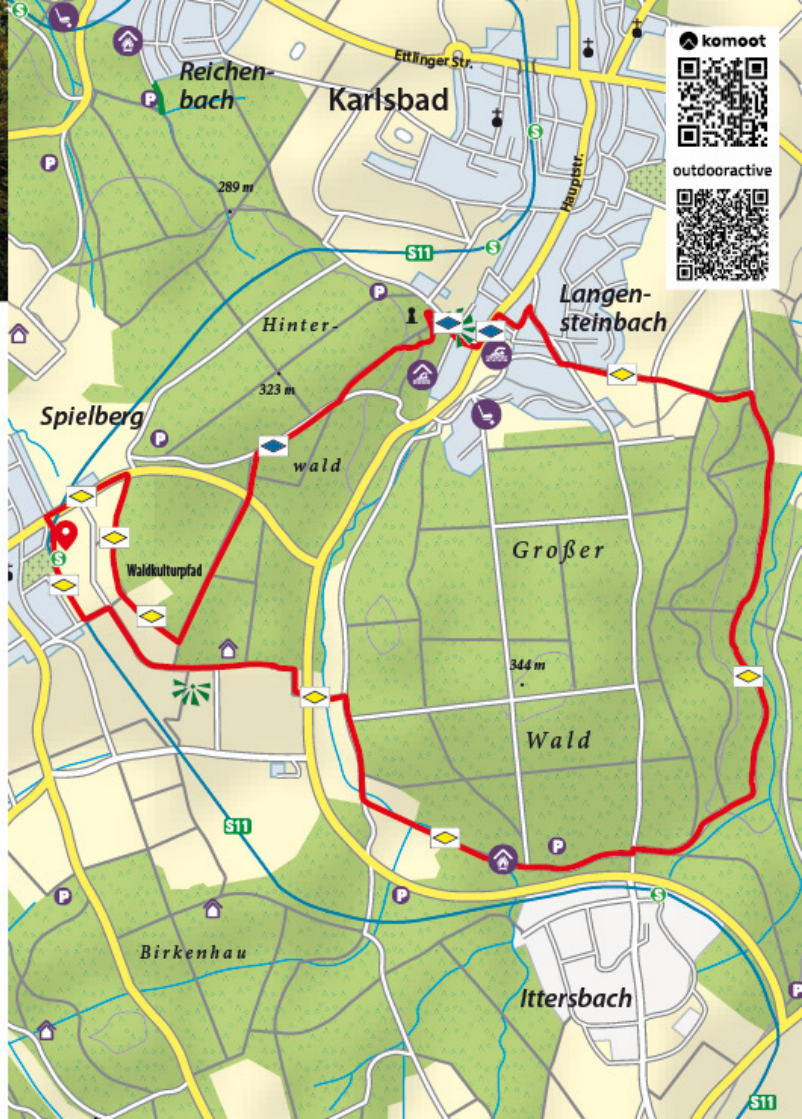 S
komoot
Ettlinger Str.
Reichen-
bach
P
Karlsbad
S
outdooractive
P
Hauptstr.
289 m
S11
S
P
Langen-
steinbach
Hinter-
323 m
Spielberg
P
wald
S
Waldkulturpfad
Großer
344 m
Wald
S11
P
P
P
S
Birkenhau
Ittersbach
P
S11